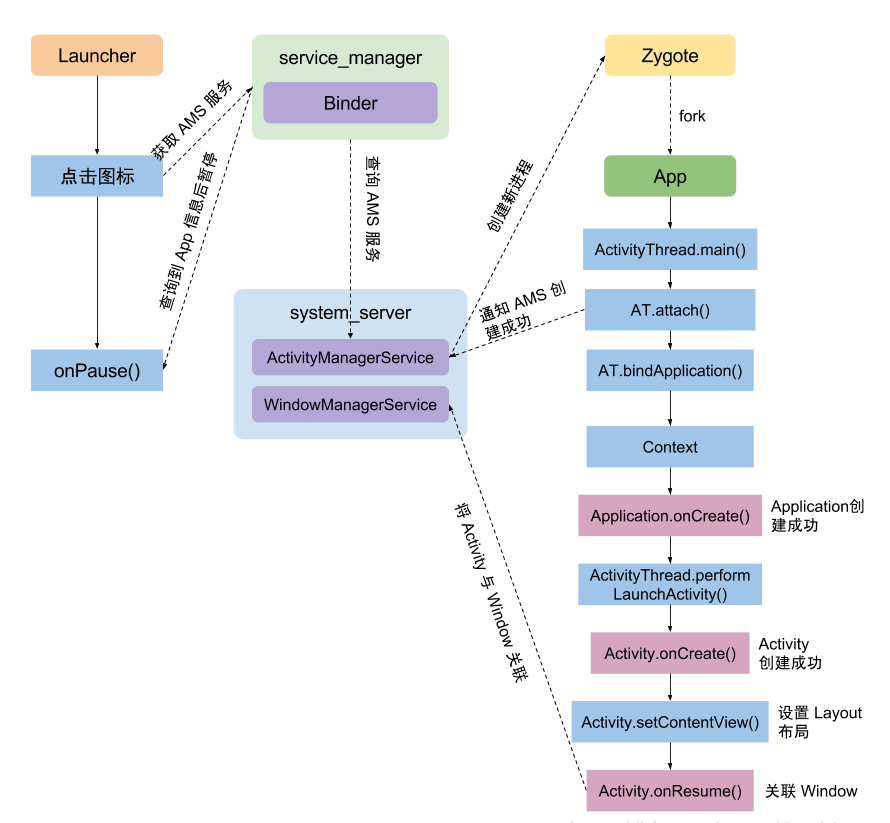 Launcher
点击图标
onPause()
获取 AMS 服务
查询到 App 信息后暂停
service_manager
Binder
查询 AMS 服务
system_server
ActivityManagerService
WindowManagerService
创建新进程
通知 AMS 创
建成功
将 Activity 与 Window 关联
Zygote
fork
App
ActivityThread.main()
AT.attach()
AT.bindApplication()
Context
Application.onCreate()
Application创
建成功
ActivityThread.perform
LaunchActivity()
Activity.onCreate()
Activity
创建成功
Activity.setContentView()
设置 Layout
布局
Activity.onResume()
关联 Window